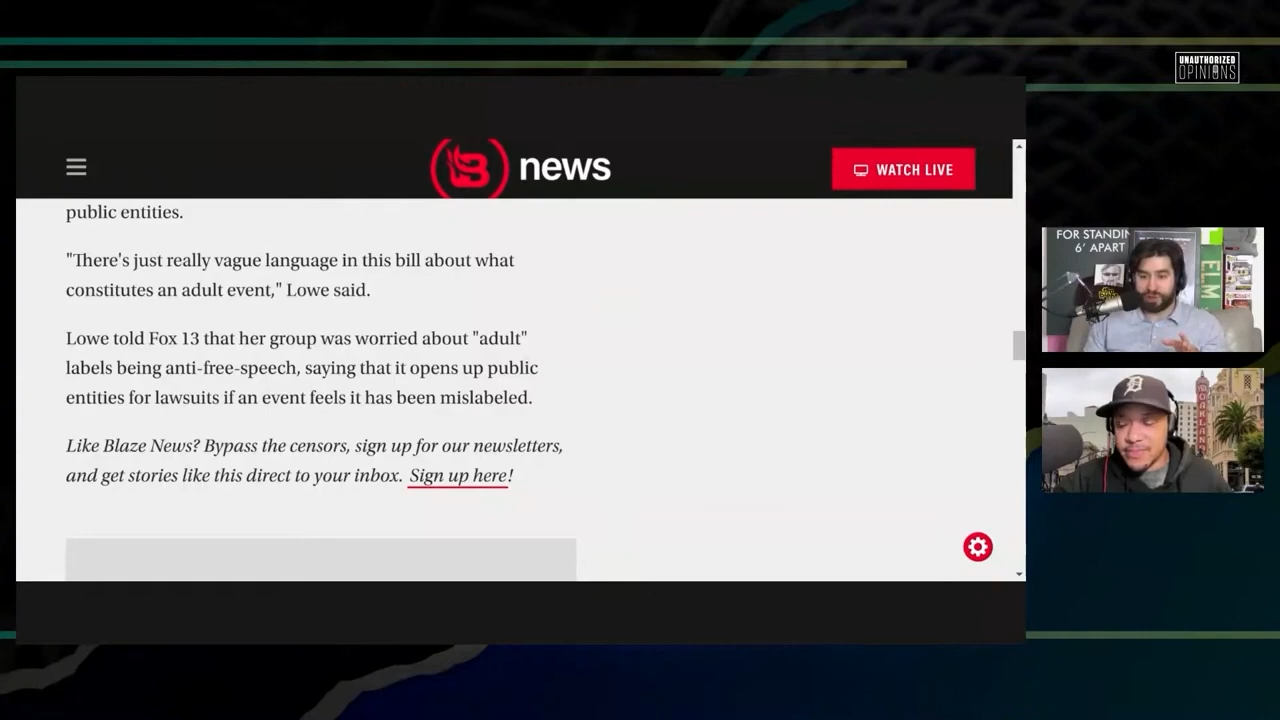 UNAUTHORIZED
OPINIONS
news
WATCH LIVE
public entities.
"There's just really vague language in this bill about what
constitutes an adult event," Lowe said.
Lowe told Fox 13 that her group was worried about "adult"
labels being anti-free-speech, saying that it opens up public
entities for lawsuits if an event feels it has been mislabeled.
Like Blaze News? Bypass the censors, sign up for our newsletters,
and get stories like this direct to your inbox. Sign up here!
FOR STANDIN
6' APART
ELM
OAKLAN